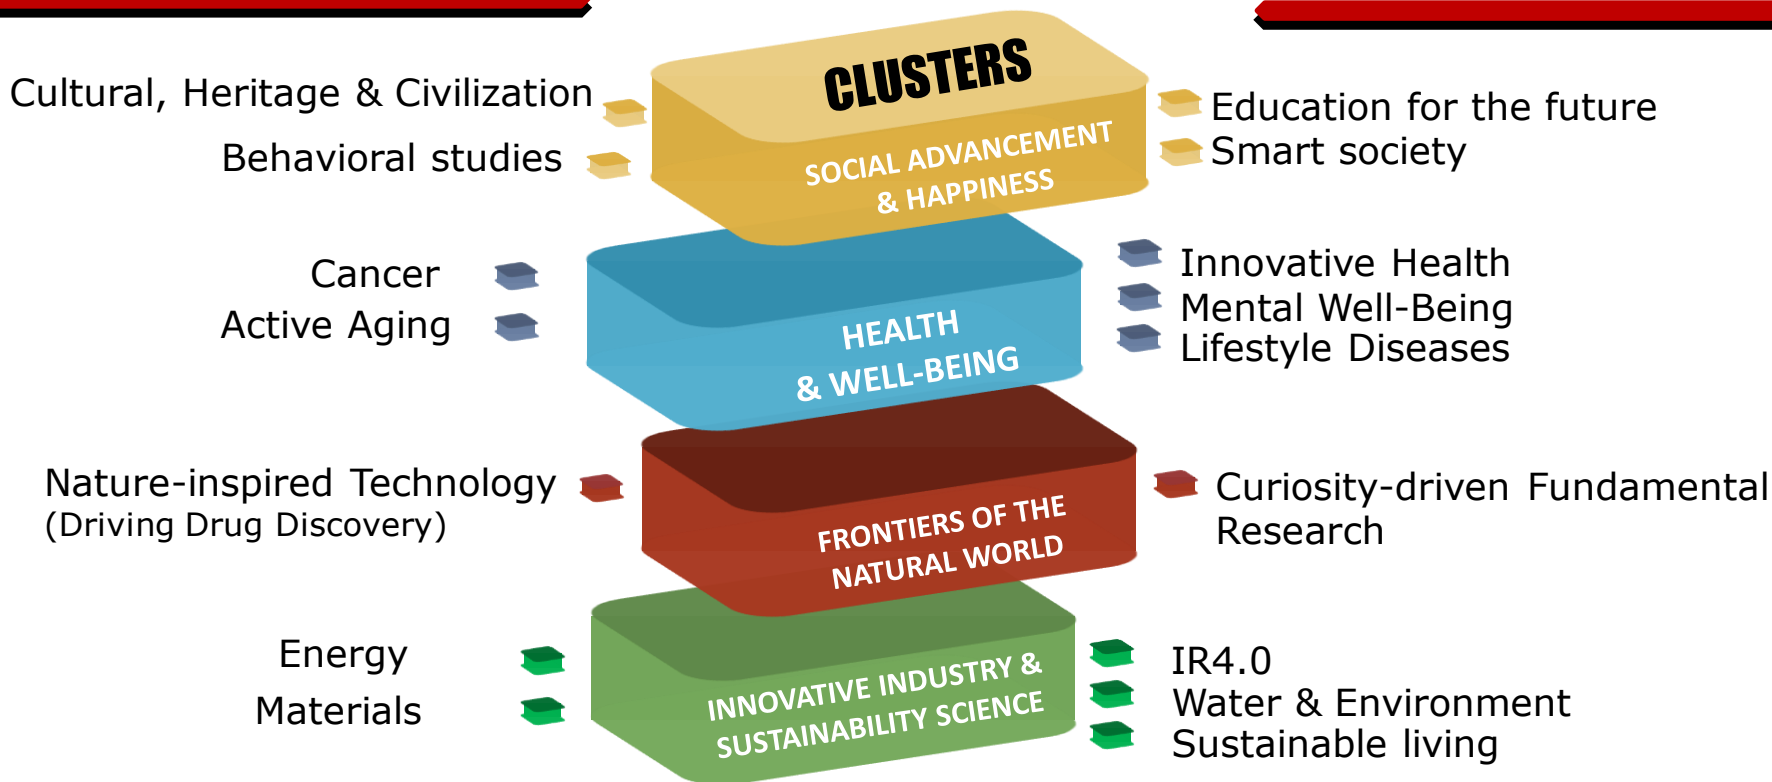 CLUSTERS
Cultural, Heritage & Civilization
Behavioral studies
SOCIAL ADVANCEMENT
& HAPPINESS
Education for the future
Smart society
Cancer
Active Aging
HEALTH
& WELL-BEING
Innovative Health
Mental Well-Being
Lifestyle Diseases
Nature-inspired Technology
(Driving Drug Discovery)
FRONTIERS OF THE
NATURAL WORLD
Curiosity-driven Fundamental
Research
Energy
Materials
INNOVATIVE INDUSTRY &
SUSTAINABILITY SCIENCE
IR4.0
Water & Environment
Sustainable living